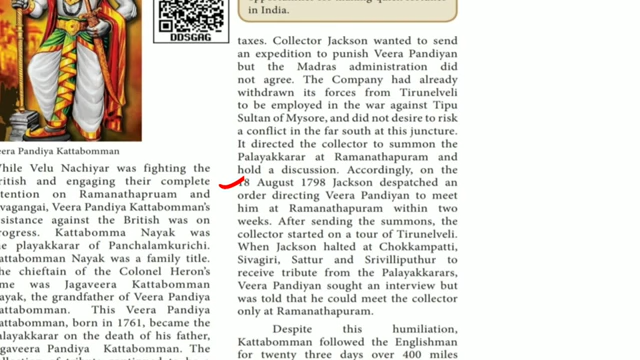 DDSGAG
eera Pandiya Kattabomman
hile Velu Nachiyar was fighting the
ritish and engaging their complete
tention on Ramanathapruam and
vagangai, Veera Pandya Kattabomman's
sistance against the British was on
rogress. Kattabomma Nayak was
e playakkarar of Panchalamkurichi.
attabomman Nayak was a family title.
he chieftain of the Colonel Heron's
me was Jagaveera Kattabomman
ayak, the grandfather of Veera Pandiya
attabomman. This Veera Pandiya
attabomman, born in 1761, became the
alayakkarar on the death of his father,
gaveera Pandiya Kattabomman. The
in India.
taxes. Collector Jackson wanted to send
an expedition to punish Veera Pandiyan
but the Madras administration did
not agree. The Company had already
withdrawn its forces from Tirunelveli
to be employed in the war against Tipu
Sultan of Mysore, and did not desire to risk
a conflict in the far south at this juncture.
It directed the collector to summon the
Palayakkarar at Ramanathapuram and
hold a discussion. Accordingly, on the
18 August 1798 Jackson despatched an
order directing Veera Pandiyan to meet
him at Ramanathapuram within two
weeks. After sending the summons, the
collector started on a tour of Tirunelveli.
When Jackson halted at Chokkampatti,
Sivagiri, Sattur and Srivilliputhur to
receive tribute from the Palayakkarars,
Veera Pandiyan sought an interview but
was told that he could meet the collector
only at Ramanathapuram.
Despite this humiliation,
Kattabomman followed the Englishman
for twenty three days over 400 miles